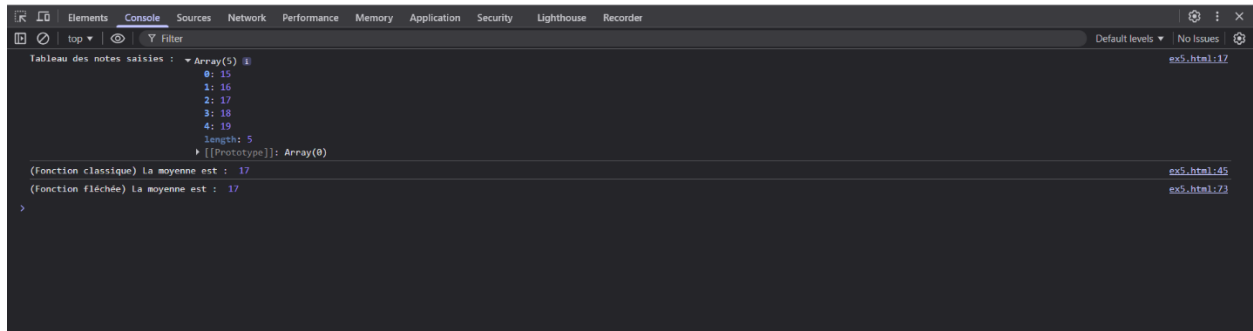 Elements Console Sources Network Performance Memory Application Security Lighthouse Recorder
top Filter Default levels No Issues
Tableau des notes saisies : Array(5) i ex5.html:17
0: 15
1: 16
2: 17
3: 18
4: 19
length: 5
[[Prototype]]: Array(0)
(Fonction classique) La moyenne est : 17 ex5.html:45
(Fonction fléchée) La moyenne est : 17 ex5.html:73
>